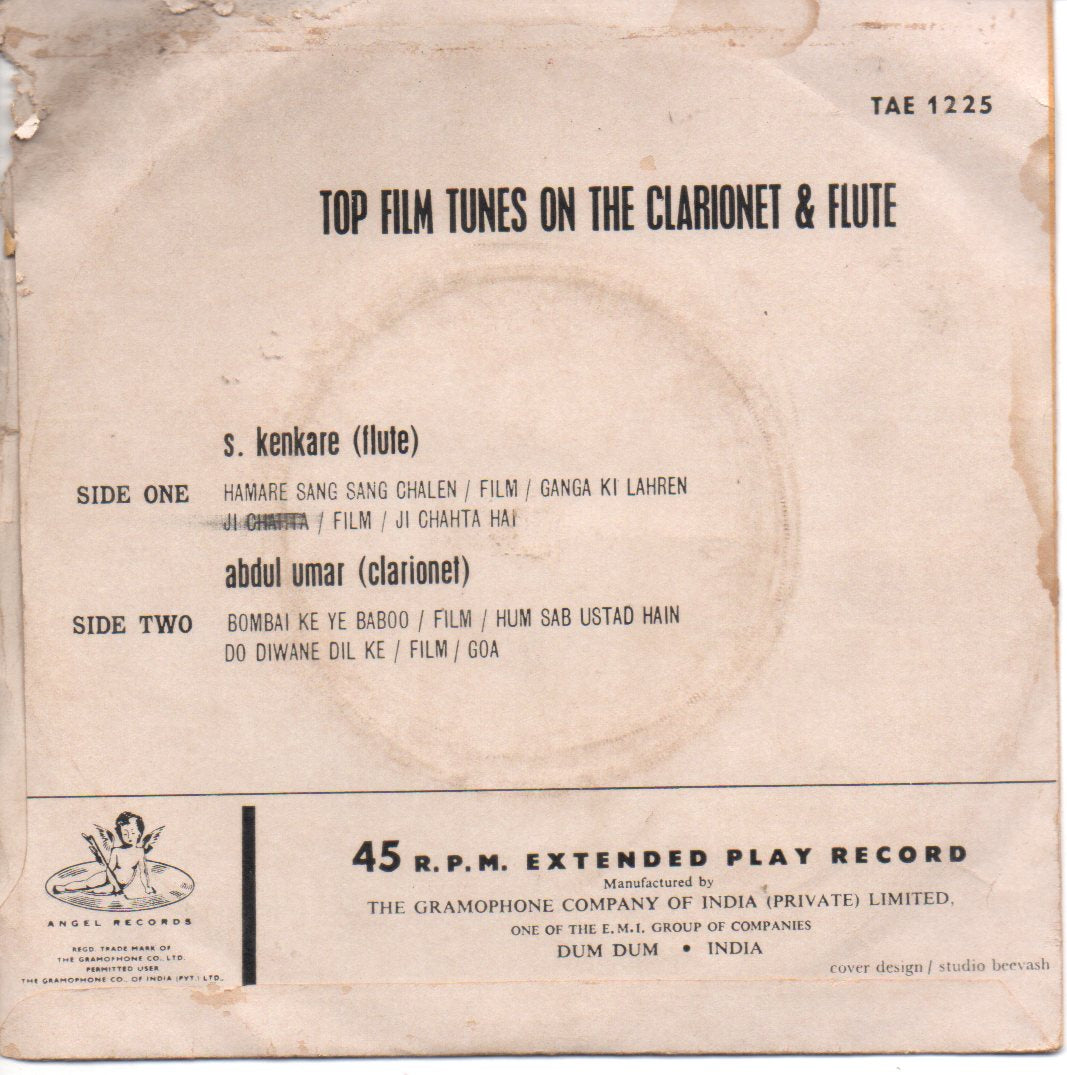 TAE 1225
TOP FILM TUNES ON THE CLARIONET & FLUTE
s. kenkare (flute)
SIDE ONE HAMARE SANG SANG CHALEN / FILM / GANGA KI LAHREN
JI CHAHTA / FILM / JI CHAHTA HAI
abdul umar (clarionet)
SIDE TWO BOMBAI KE YE BABOO / FILM / HUM SAB USTAD HAIN
DO DIWANE DIL KE / FILM / GOA
ANGEL RECORDS
REGD. TRADE MARK OF
THE GRAMOPHONE CO. LTD.
PERMITTED USER
THE GRAMOPHONE CO. OF INDIA (PVT.) LTD.
45 R.P.M. EXTENDED PLAY RECORD
Manufactured by
THE GRAMOPHONE COMPANY OF INDIA (PRIVATE) LIMITED,
ONE OF THE E.M.I. GROUP OF COMPANIES
DUM DUM • INDIA
cover design / studio beevash